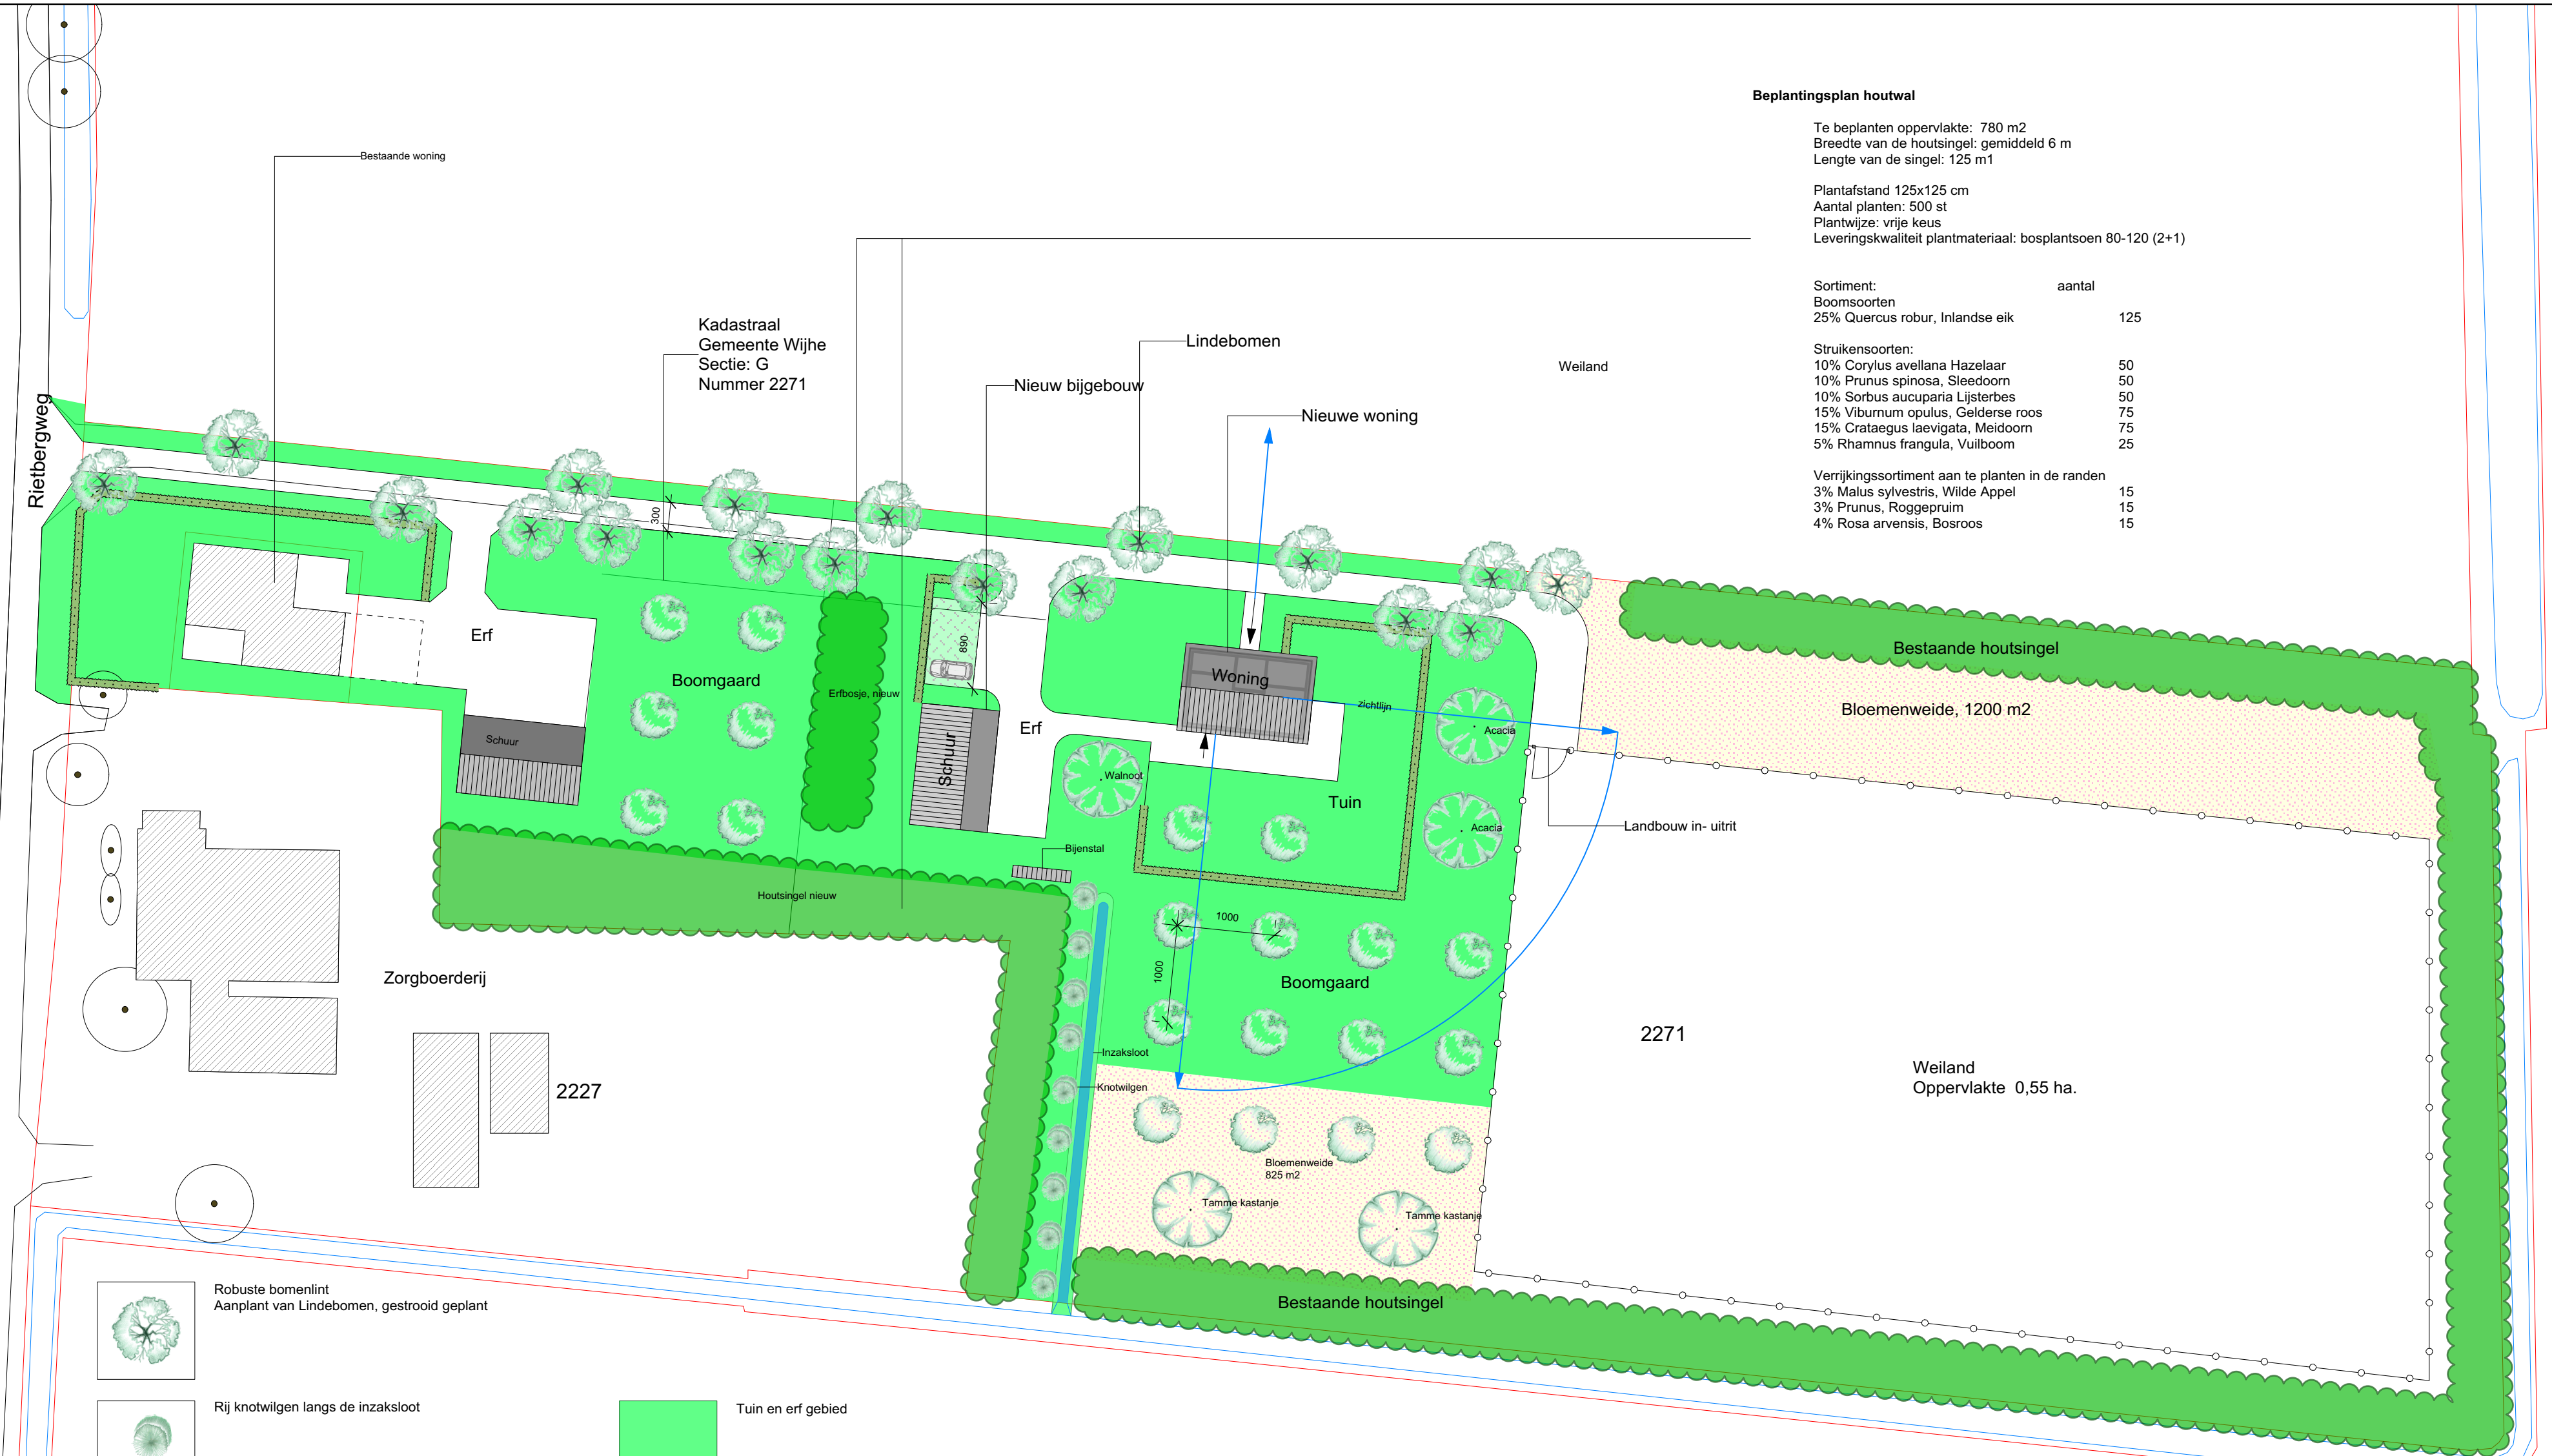 Beplantingsplan houtwal
Te beplanten oppervlakte: 780 m2
Breedte van de houtsingel: gemiddeld 6 m
Lengte van de singel: 125 m1
Plantafstand 125x125 cm
Aantal planten: 500 st
Plantwijze: vrije keus
Leveringskwaliteit plantmateriaal: bosplantsoen 80-120 (2+1)
Sortiment: aantal
Boomsoorten
25% Quercus robur, Inlandse eik 125
Struikensoorten:
10% Corylus avellana Hazelaar 50
10% Prunus spinosa, Sleedoorn 50
10% Sorbus aucuparia Lijsterbes 50
15% Viburnum opulus, Gelderse roos 75
15% Crataegus laevigata, Meidoorn 75
5% Rhamnus frangula, Vuilboom 25
Verrijkingssortiment aan te planten in de randen
3% Malus sylvestris, Wilde Appel 15
3% Prunus, Roggepruim 15
4% Rosa arvensis, Bosroos 15
Bestaande woning
Kadastraal
Gemeente Wijhe
Sectie: G
Nummer 2271
Lindebomen
Nieuw bijgebouw
Nieuwe woning
Weiland
Rietbergweg
300
890
Erf
Boomgaard
Erfbosje, nieuw
Schuur
Schuur
Erf
Woning
zichtlijn
Walnoot
Tuin
Acacia
Acacia
Bestaande houtsingel
Bloemenweide, 1200 m2
Landbouw in- uitrit
Bijenstal
Houtsingel nieuw
1000
1000
Boomgaard
Zorgboerderij
2227
Inzaksloot
Knotwilgen
2271
Weiland
Oppervlakte 0,55 ha.
Bloemenweide
825 m2
Tamme kastanje
Tamme kastanje
Bestaande houtsingel
Robuste bomenlint
Aanplant van Lindebomen, gestrooid geplant
Rij knotwilgen langs de inzaksloot
Tuin en erf gebied